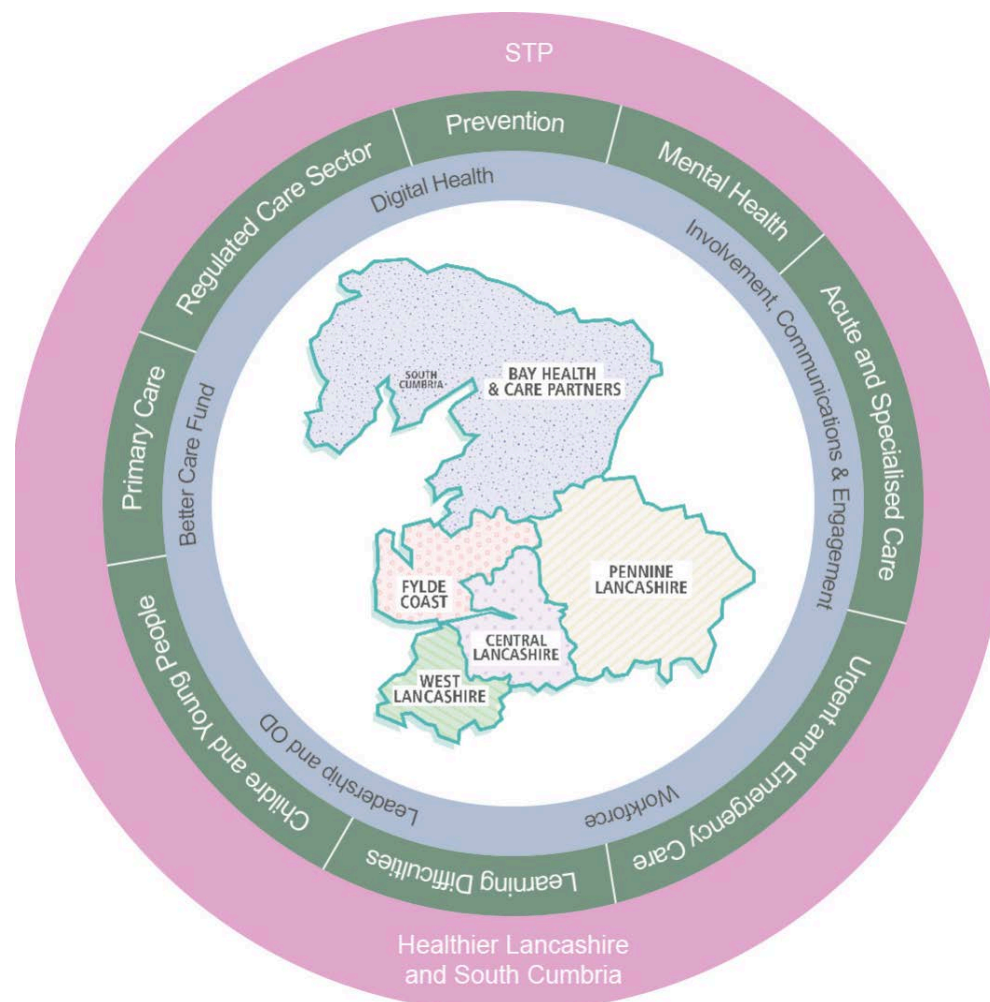 STP
Prevention
Mental Health
Acute and Specialised Care
Urgent and Emergency Care
Learning Difficulties
Childre and Young People
Primary Care
Regulated Care Sector
Digital Health
Involvement, Communications & Engagement
Workforce
Leadership and OD
Better Care Fund
SOUTH
CUMBRIA
BAY HEALTH
& CARE PARTNERS
FYLDE
COAST
PENNINE
LANCASHIRE
CENTRAL
LANCASHIRE
WEST
LANCASHIRE
Healthier Lancashire
and South Cumbria